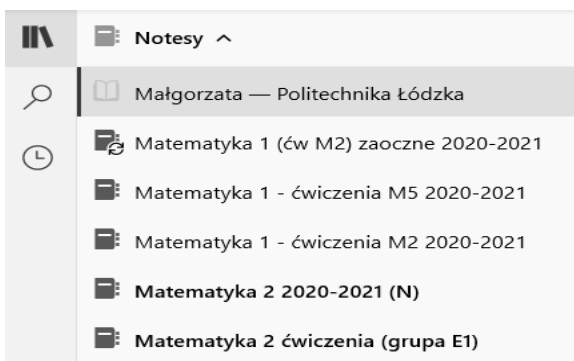 Notesy
Małgorzata — Politechnika Łódzka
Matematyka 1 (ćw M2) zaoczne 2020-2021
Matematyka 1 - ćwiczenia M5 2020-2021
Matematyka 1 - ćwiczenia M2 2020-2021
Matematyka 2 2020-2021 (N)
Matematyka 2 ćwiczenia (grupa E1)